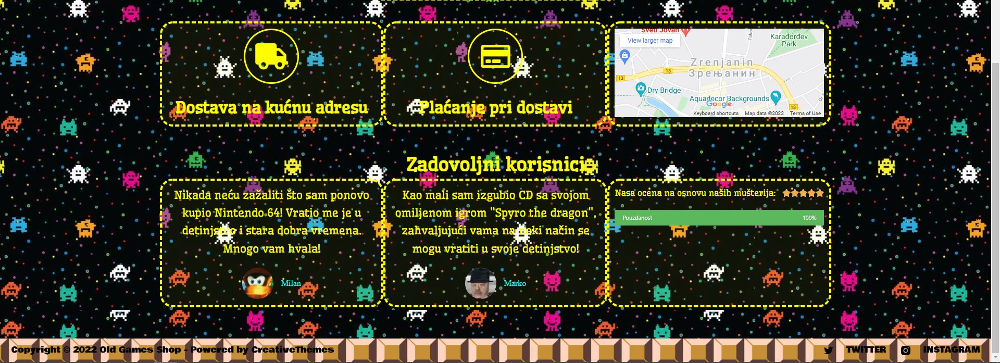 Dostava na kućnu adresu
Plaćanje pri dostavi
Sveti Jovan
View larger map
Karađorđev
Park
Zrenjanin
Зрењанин
13
13
13
Dry Bridge
Aquadecor Backgrounds
Google
Keyboard shortcuts Map data ©2022 Terms of Use
Zadovoljni korisnici
Nikada neću zažaliti što sam ponovo
kupio Nintendo 64! Vratio me je u
detinjstvo i stara dobra vremena.
Mnogo vam hvala!
Milan
Kao mali sam izgubio CD sa svojom
omiljenom igrom "Spyro the dragon",
zahvaljujući vama na neki način se
mogu vratiti u svoje detinjstvo!
Marko
Nasa ocena na osnovu naših mušterija:
Pouzdanost 100%
Copyright © 2022 Old Games Shop - Powered by CreativeThemes
TWITTER INSTAGRAM